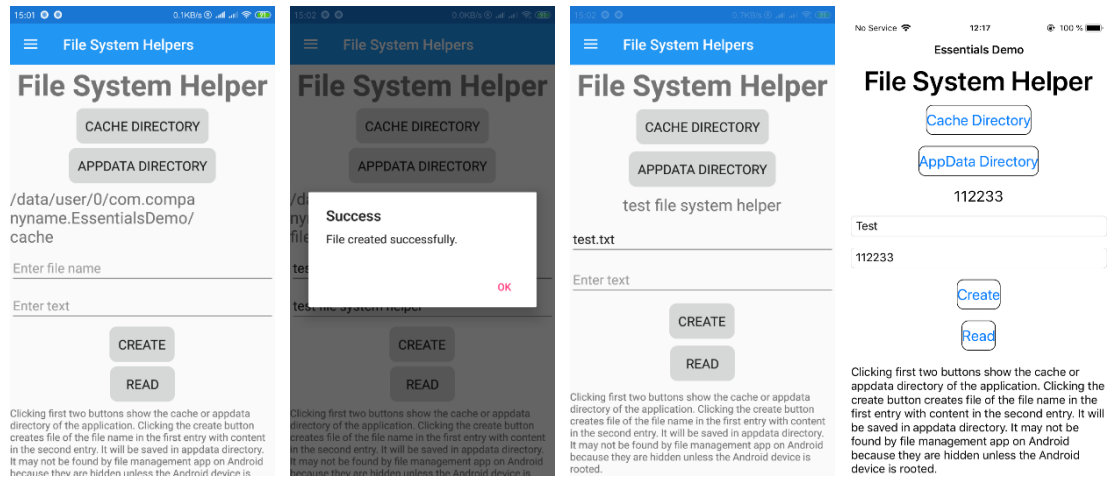 15:01 0.1KB/s 91
File System Helpers
File System Helper
CACHE DIRECTORY
APPDATA DIRECTORY
/data/user/0/com.compa
nyname.EssentialsDemo/
cache
Enter file name
Enter text
CREATE
READ
Clicking first two buttons show the cache or appdata
directory of the application. Clicking the create button
creates file of the file name in the first entry with content
in the second entry. It will be saved in appdata directory.
It may not be found by file management app on Android
because they are hidden unless the Android device is
15:02 0.0KB/s
File System Helpers
File System Helper
CACHE DIRECTORY
APPDATA DIRECTORY
/da
nyn
file
Success
File created successfully.
OK
tes
test file system helper
CREATE
READ
Clicking first two buttons show the cache or appdata
directory of the application. Clicking the create button
creates file of the file name in the first entry with content
in the second entry. It will be saved in appdata directory.
It may not be found by file management app on Android
because they are hidden unless the Android device is
15:02 0.7KB/s
File System Helpers
File System Helper
CACHE DIRECTORY
APPDATA DIRECTORY
test file system helper
test.txt
Enter text
CREATE
READ
Clicking first two buttons show the cache or appdata
directory of the application. Clicking the create button
creates file of the file name in the first entry with content
in the second entry. It will be saved in appdata directory.
It may not be found by file management app on Android
because they are hidden unless the Android device is
rooted.
No Service 12:17 100 %
Essentials Demo
File System Helper
Cache Directory
AppData Directory
112233
Test
112233
Create
Read
Clicking first two buttons show the cache or
appdata directory of the application. Clicking the
create button creates file of the file name in the
first entry with content in the second entry. It will
be saved in appdata directory. It may not be
found by file management app on Android
because they are hidden unless the Android
device is rooted.